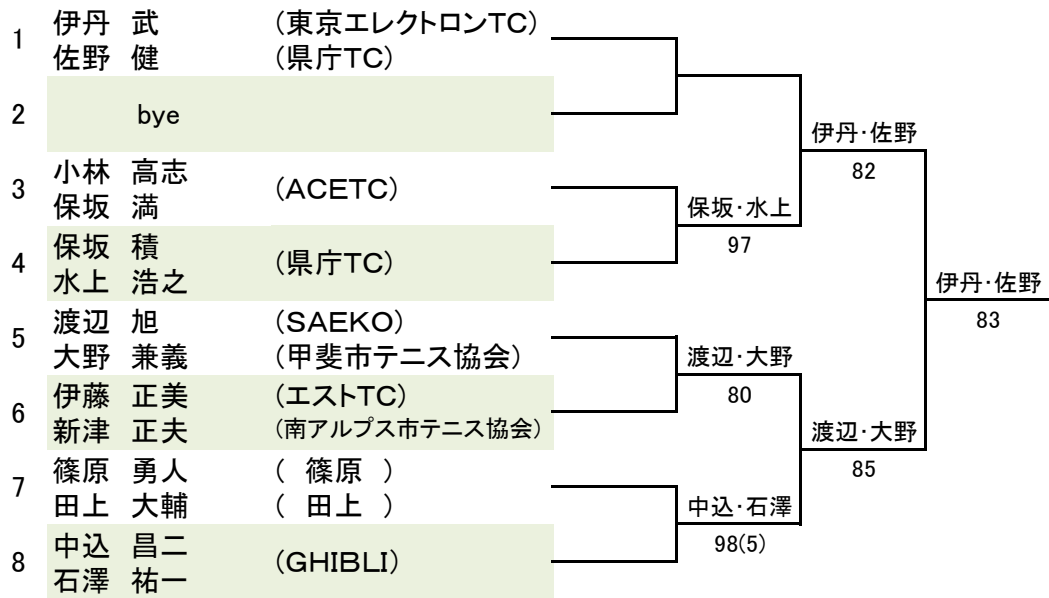 1 伊丹 武 (東京エレクトロンTC)
佐野 健 (県庁TC)
2 bye
3 小林 高志 (ACETC)
保坂 満
4 保坂 積 (県庁TC)
水上 浩之
5 渡辺 旭 (SAEKO)
大野 兼義 (甲斐市テニス協会)
6 伊藤 正美 (エストTC)
新津 正夫 (南アルプス市テニス協会)
7 篠原 勇人 ( 篠原 )
田上 大輔 ( 田上 )
8 中込 昌二 (GHIBLI)
石澤 祐一
保坂・水上
97
渡辺・大野
80
中込・石澤
98(5)
伊丹・佐野
82
渡辺・大野
85
伊丹・佐野
83